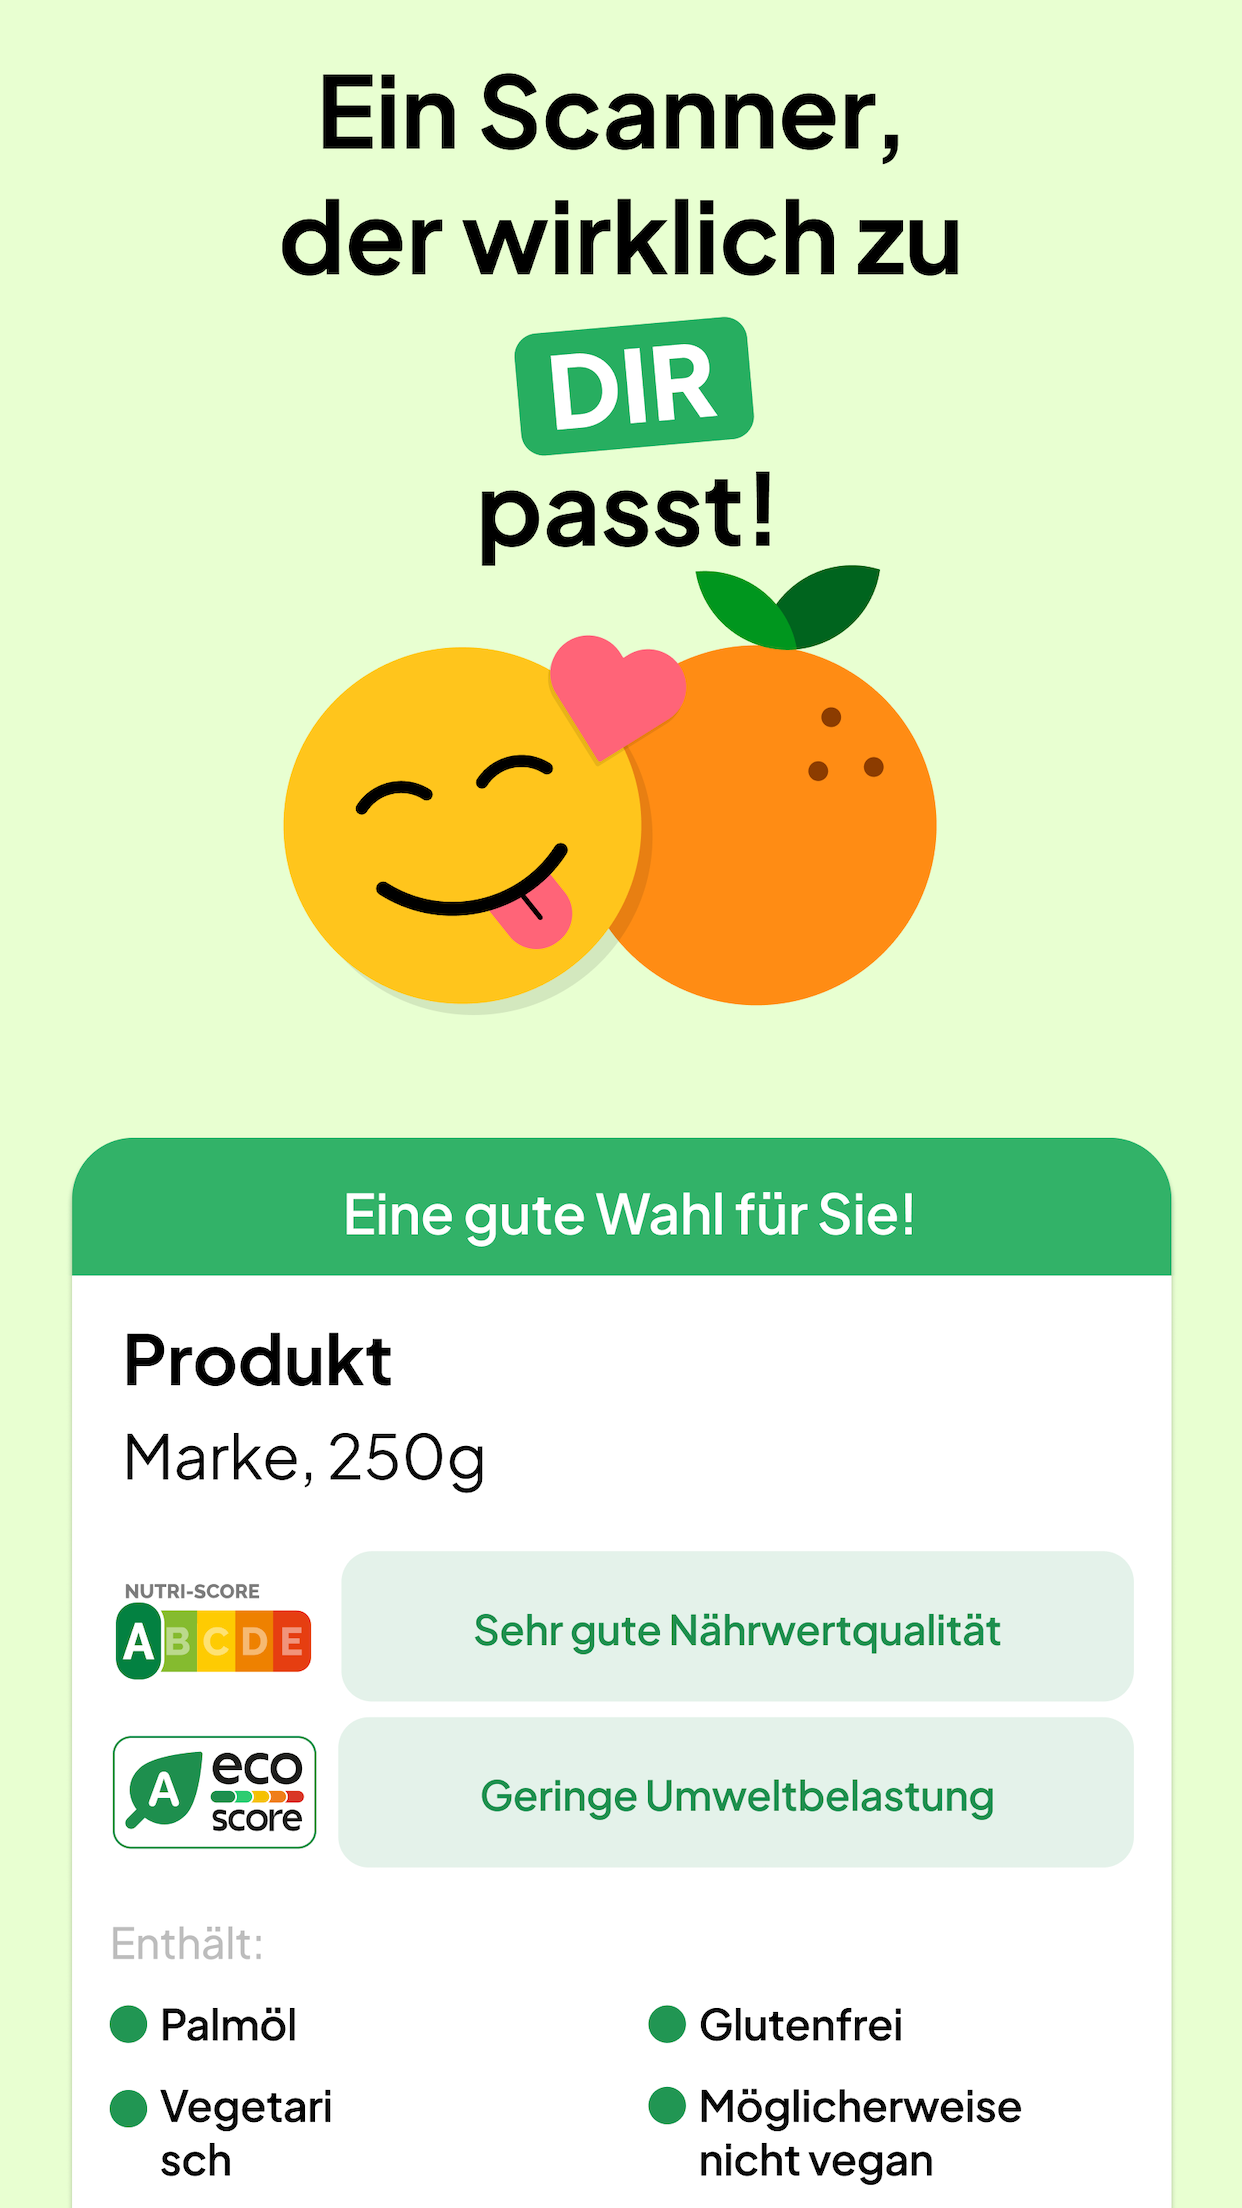 Ein Scanner,
der wirklich zu
DIR
passt!
Eine gute Wahl für Sie!
Produkt
Marke, 250g
NUTRI-SCORE
A B C D E
Sehr gute Nährwertqualität
A eco
score
Geringe Umweltbelastung
Enthält:
Palmöl
Glutenfrei
Vegetari
sch
Möglicherweise
nicht vegan